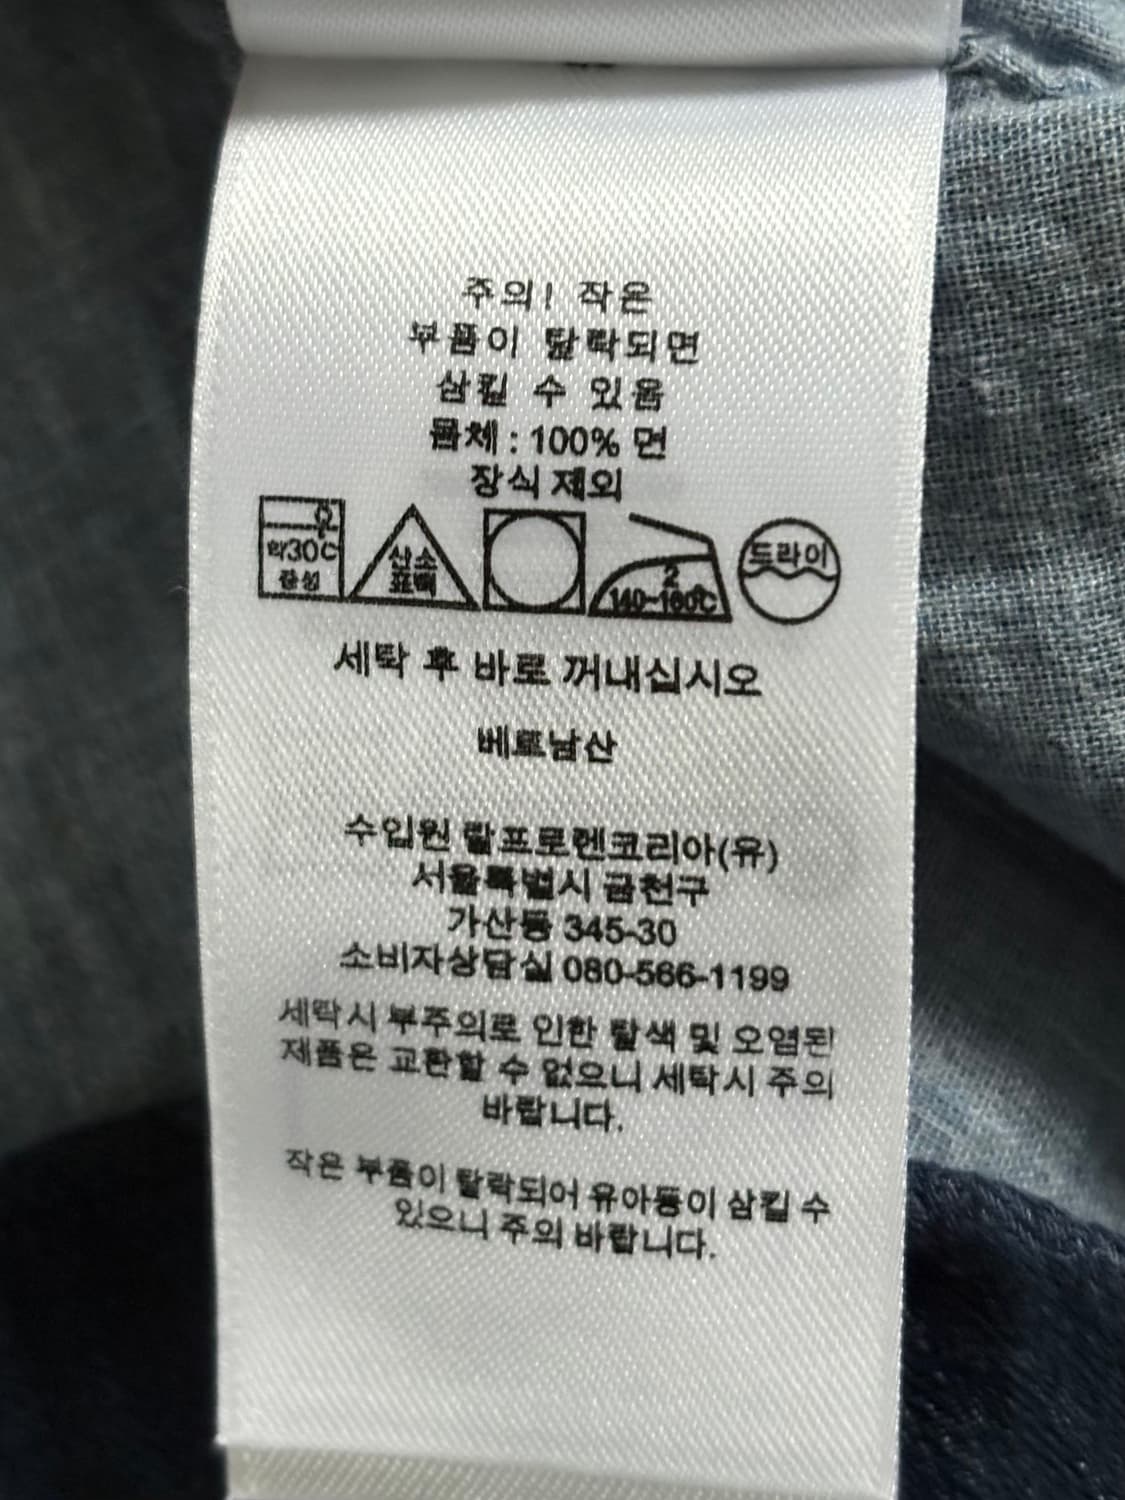 주의! 작은
부품이 탈락되면
삼킬 수 있음
몸체 : 100% 면
장식 제외
약30℃
중성
산소
표백
2
140~160℃
드라이
세탁 후 바로 꺼내십시오
베트남산
수입원 랄프로렌코리아(유)
서울특별시 금천구
가산동 345-30
소비자상담실 080-566-1199
세탁시 부주의로 인한 탈색 및 오염된
제품은 교환할 수 없으니 세탁시 주의
바랍니다.
작은 부품이 탈락되어 유아동이 삼킬 수
있으니 주의 바랍니다.